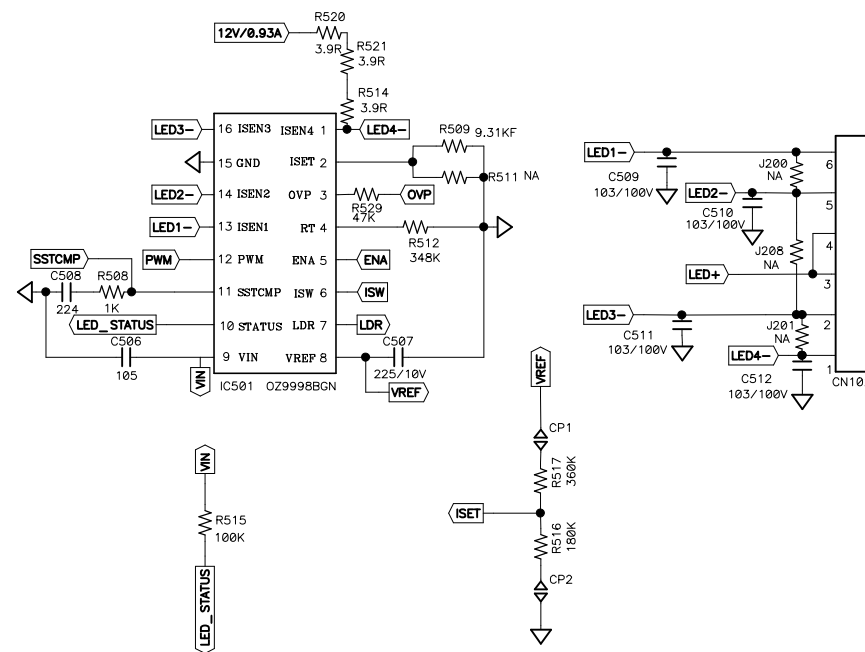 R520
12V/0.93A
3.9R
R521
3.9R
R514
3.9R
LED3-
16 ISEN3 ISEN4 1
LED4-
R509
9.31KF
15 GND ISET 2
R511 NA
LED2-
14 ISEN2 OVP 3
OVP
R529
47K
LED1-
13 ISEN1 RT 4
R512
348K
SSTCMP
PWM
12 PWM ENA 5
ENA
C508
R508
11 SSTCMP ISW 6
ISW
224
1K
LED_STATUS
10 STATUS LDR 7
LDR
C506
C507
9 VIN VREF 8
105
225/10V
VIN
IC501 OZ9998BGN
VREF
LED1-
6
J200
NA
C509
103/100V
LED2-
5
C510
103/100V
4
J208
NA
LED+
3
LED3-
2
C511
103/100V
J201
NA
LED4-
1
C512
103/100V
CN10
VREF
CP1
R517
360K
ISET
R516
180K
CP2
VIN
R515
100K
LED_STATUS